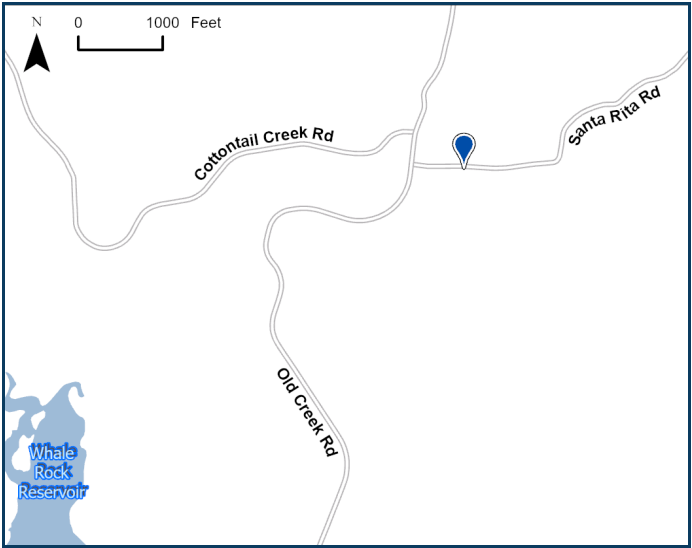 N
0 1000 Feet
Cottontail Creek Rd
Santa Rita Rd
Old Creek Rd
Whale
Rock
Reservoir